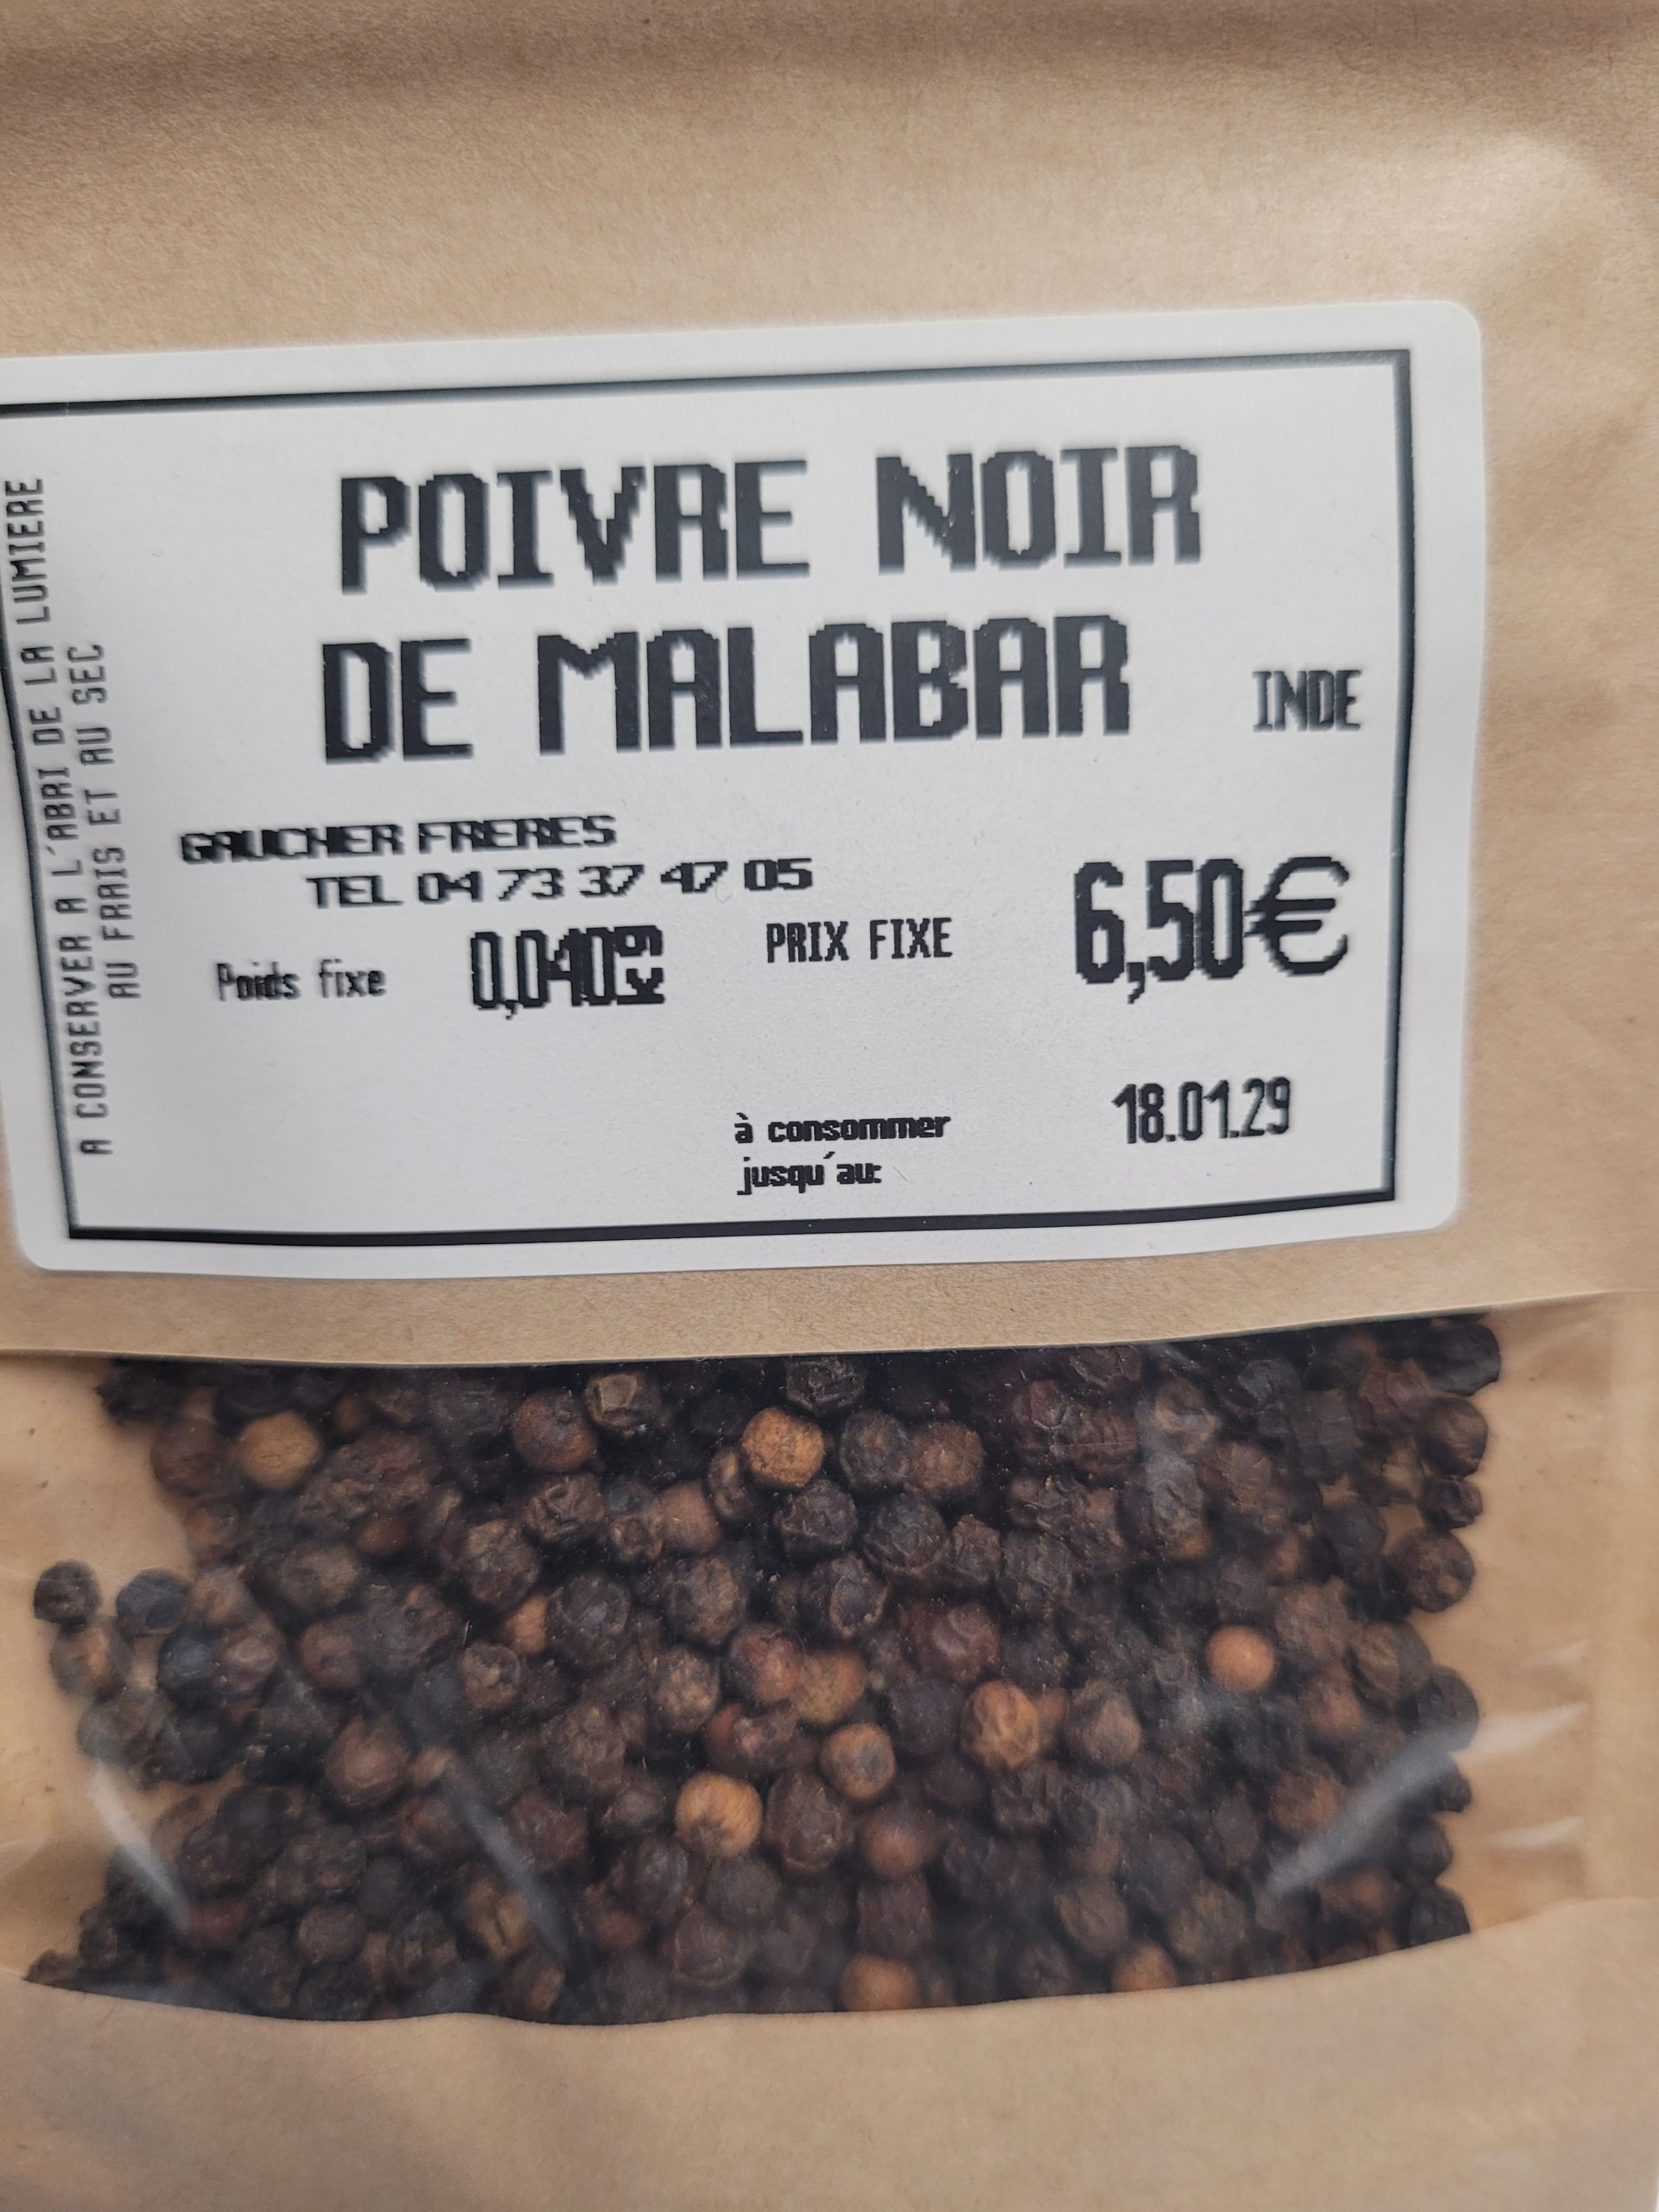 POIVRE NOIR
DE MALABAR INDE
GAUCHER FRERES
TEL 04 73 37 47 05
Poids fixe 0,040kg PRIX FIXE 6,50€
à consommer 18.01.29
jusqu'au:
A CONSERVER A L'ABRI DE LA LUMIERE
AU FRAIS ET AU SEC